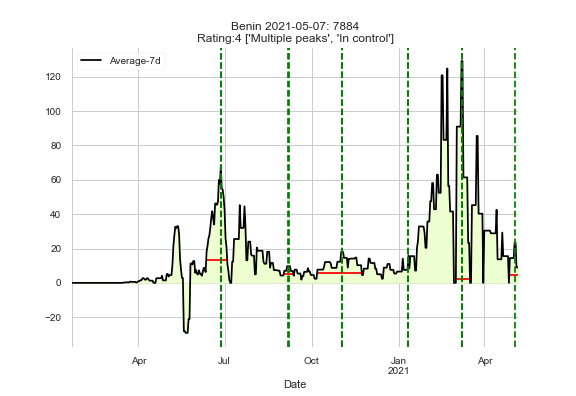 Benin 2021-05-07: 7884
Rating:4 ['Multiple peaks', 'In control']
Average-7d
120
100
80
60
40
20
0
−20
Apr
Jul
Oct
Jan
2021
Apr
Date